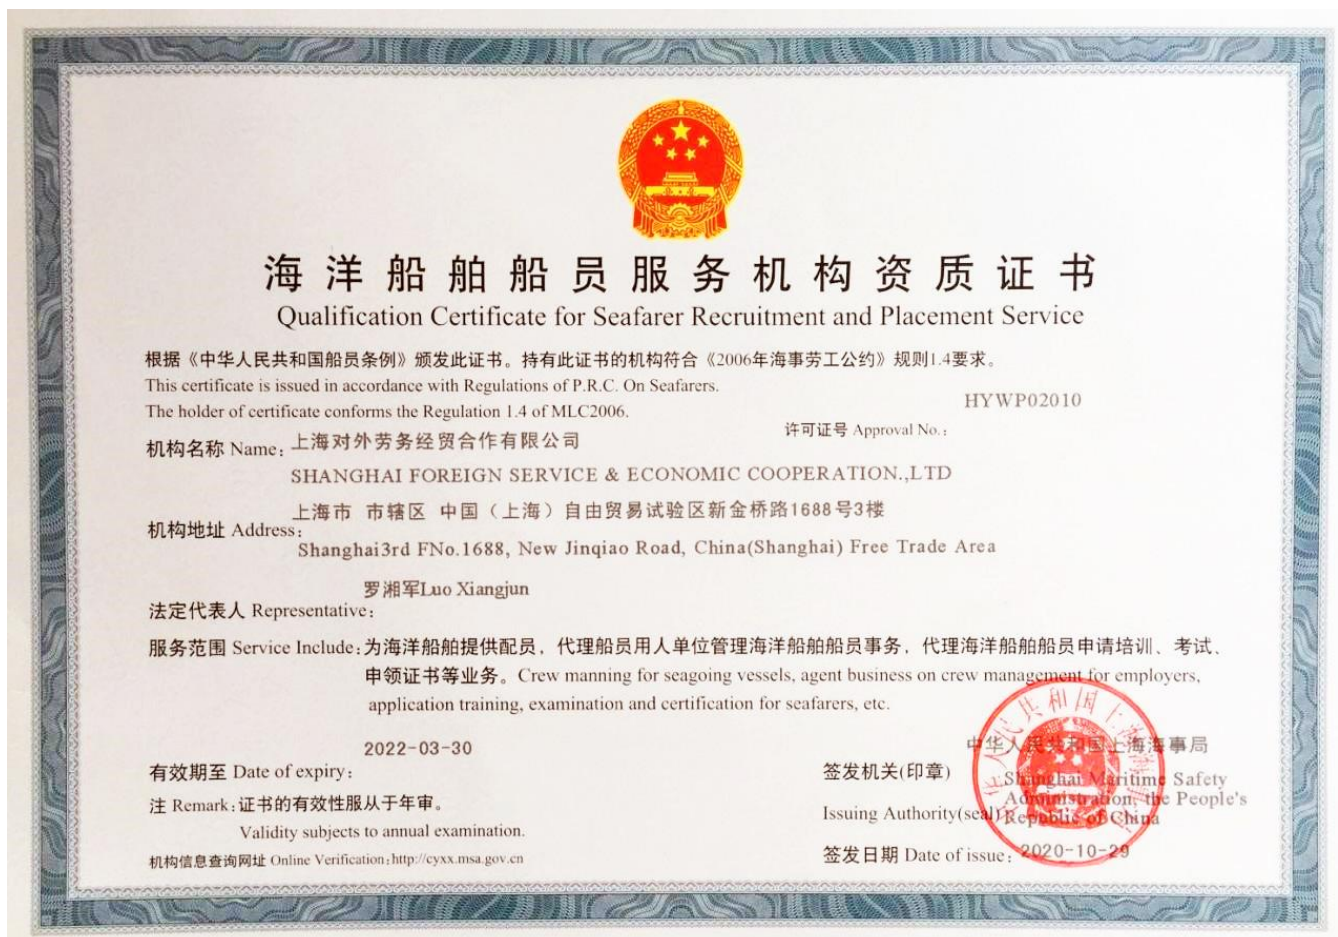 海洋船舶船员服务机构资质证书
Qualification Certificate for Seafarer Recruitment and Placement Service
根据《中华人民共和国船员条例》颁发此证书。持有此证书的机构符合《2006年海事劳工公约》规则1.4要求。
This certificate is issued in accordance with Regulations of P.R.C. On Seafarers.
The holder of certificate conforms the Regulation 1.4 of MLC2006.
HYWP02010
许可证号 Approval No.:
机构名称 Name: 上海对外劳务经贸合作有限公司
SHANGHAI FOREIGN SERVICE & ECONOMIC COOPERATION.,LTD
上海市 市辖区 中国（上海）自由贸易试验区新金桥路1688号3楼
机构地址 Address:
Shanghai3rd FNo.1688, New Jinqiao Road, China(Shanghai) Free Trade Area
罗湘军Luo Xiangjun
法定代表人 Representative:
服务范围 Service Include:为海洋船舶提供配员，代理船员用人单位管理海洋船舶船员事务，代理海洋船舶船员申请培训、考试、
申领证书等业务。Crew manning for seagoing vessels, agent business on crew management for employers,
application training, examination and certification for seafarers, etc.
2022-03-30
有效期至 Date of expiry:
注 Remark:证书的有效性服从于年审。
Validity subjects to annual examination.
机构信息查询网址 Online Verification:http://cyxx.msa.gov.cn
中华人民共和国上海海事局
签发机关(印章)
Shanghai Maritime Safety
Administration, the People's
Issuing Authority(seal) Republic of China
签发日期 Date of issue: 2020-10-29